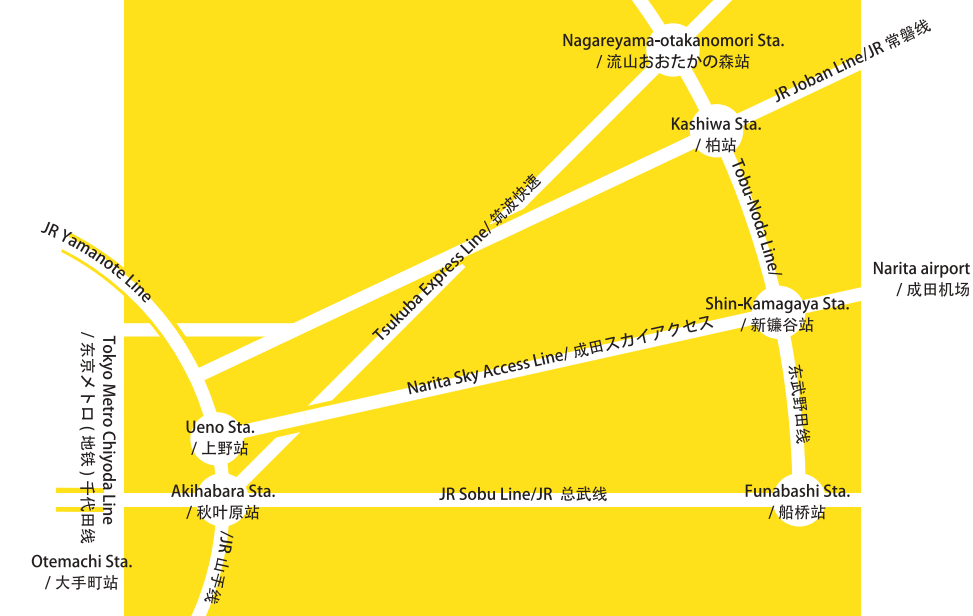 Nagareyama-otakanomori Sta.
/ 流山おおたかの森站
JR Joban Line/JR 常磐线
Kashiwa Sta.
/ 柏站
Tobu-Noda Line/
东武野田线
Tsukuba Express Line/ 筑波快速
JR Yamanote Line
/JR 山手线
Narita airport
/ 成田机场
Shin-Kamagaya Sta.
/ 新镰谷站
Narita Sky Access Line/ 成田スカイアクセス
Tokyo Metro Chiyoda Line
/ 东京メトロ ( 地铁 ) 千代田线
Ueno Sta.
/ 上野站
Akihabara Sta.
/ 秋叶原站
JR Sobu Line/JR 总武线
Funabashi Sta.
/ 船桥站
Otemachi Sta.
/ 大手町站